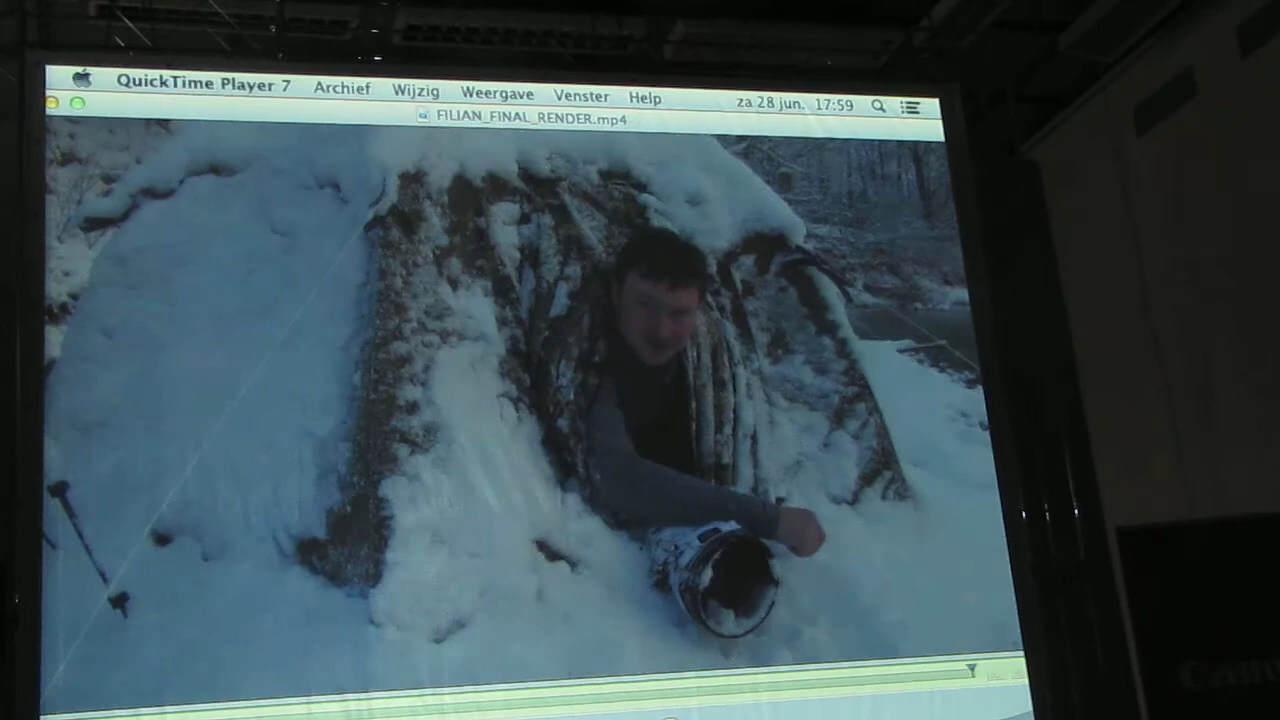 QuickTime Player 7 Archief Wijzig Weergave Venster Help za 28 jun. 17:59
FILIAN_FINAL_RENDER.mp4